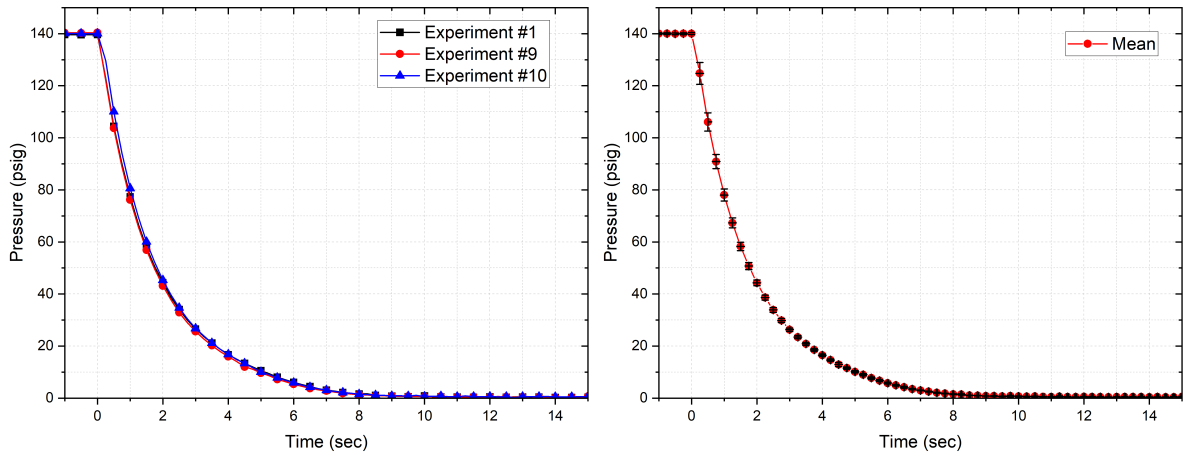 140
120
100
80
60
40
20
0
Pressure (psig)
Experiment #1
Experiment #9
Experiment #10
0 2 4 6 8 10 12 14
Time (sec)
140
120
100
80
60
40
20
0
Pressure (psig)
Mean
0 2 4 6 8 10 12 14
Time (sec)